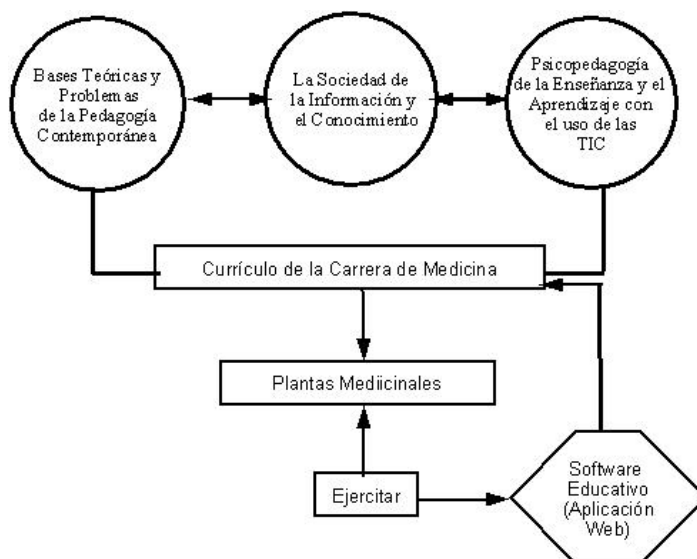 Bases Teóricas y
Problemas
de la Pedagogía
Contemporánea
La Sociedad de
la Información y
el Conocimiento
Psicopedagogía
de la Enseñanza y el
Aprendizaje con
el uso de las
TIC
Currículo de la Carrera de Medicina
Plantas Mediicinales
Ejercitar
Software
Educativo
(Aplicación
Web)